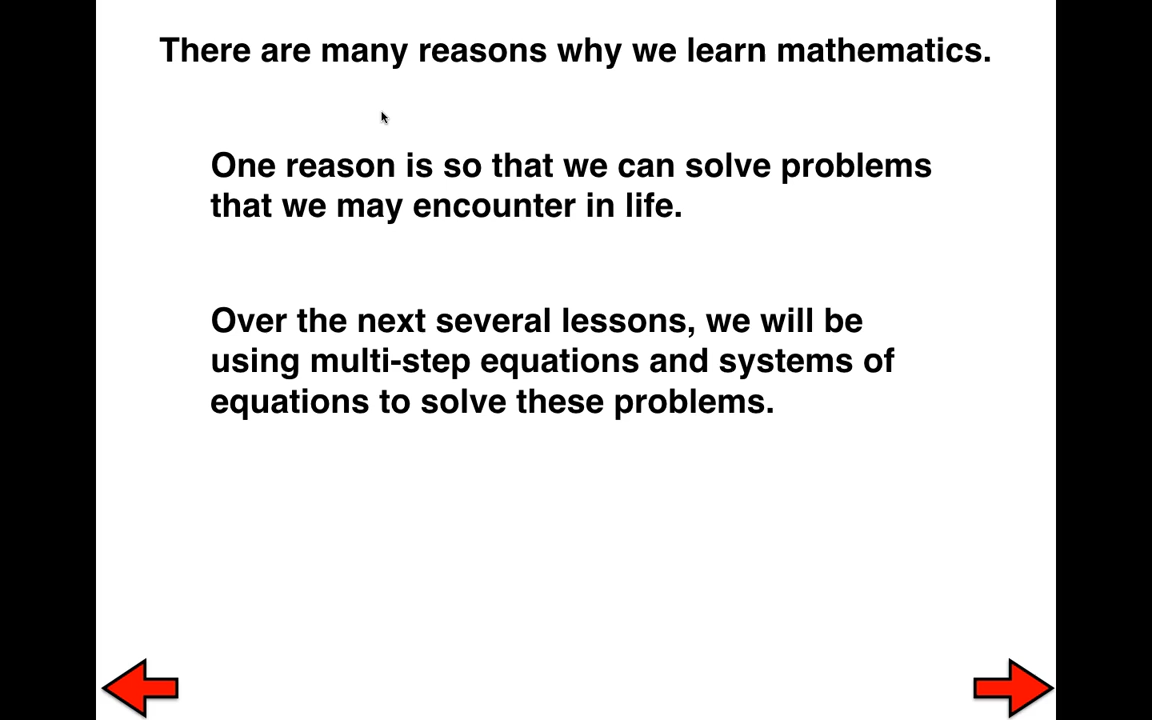 There are many reasons why we learn mathematics.
One reason is so that we can solve problems
that we may encounter in life.
Over the next several lessons, we will be
using multi-step equations and systems of
equations to solve these problems.